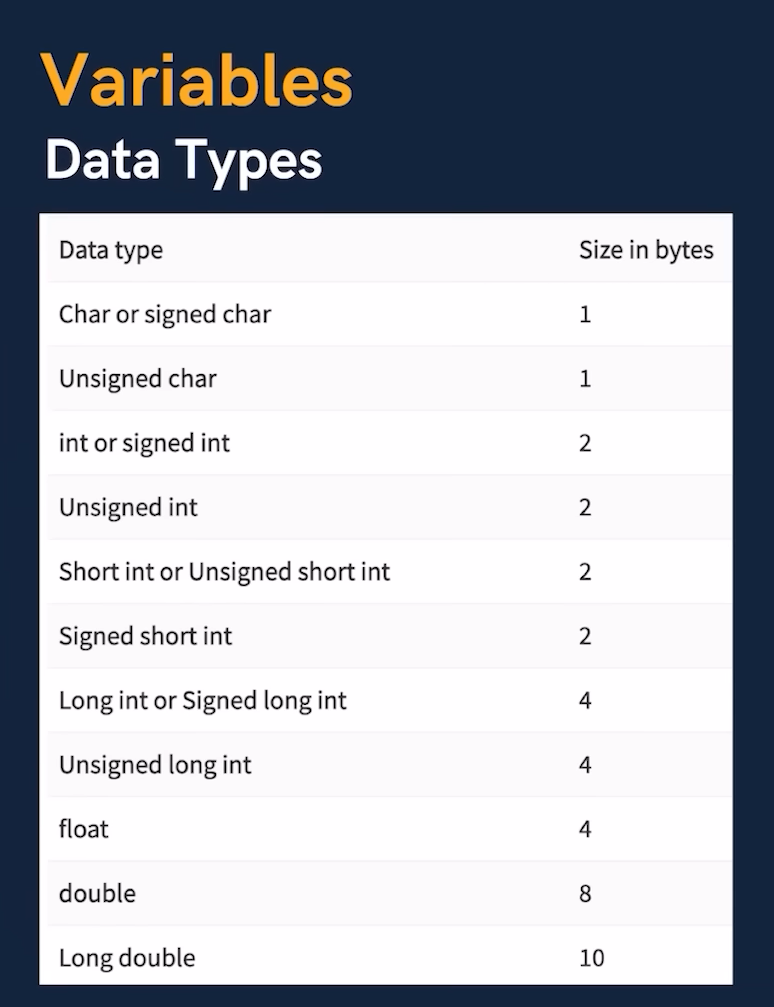 Variables
Data Types
Data type Size in bytes
Char or signed char 1
Unsigned char 1
int or signed int 2
Unsigned int 2
Short int or Unsigned short int 2
Signed short int 2
Long int or Signed long int 4
Unsigned long int 4
float 4
double 8
Long double 10